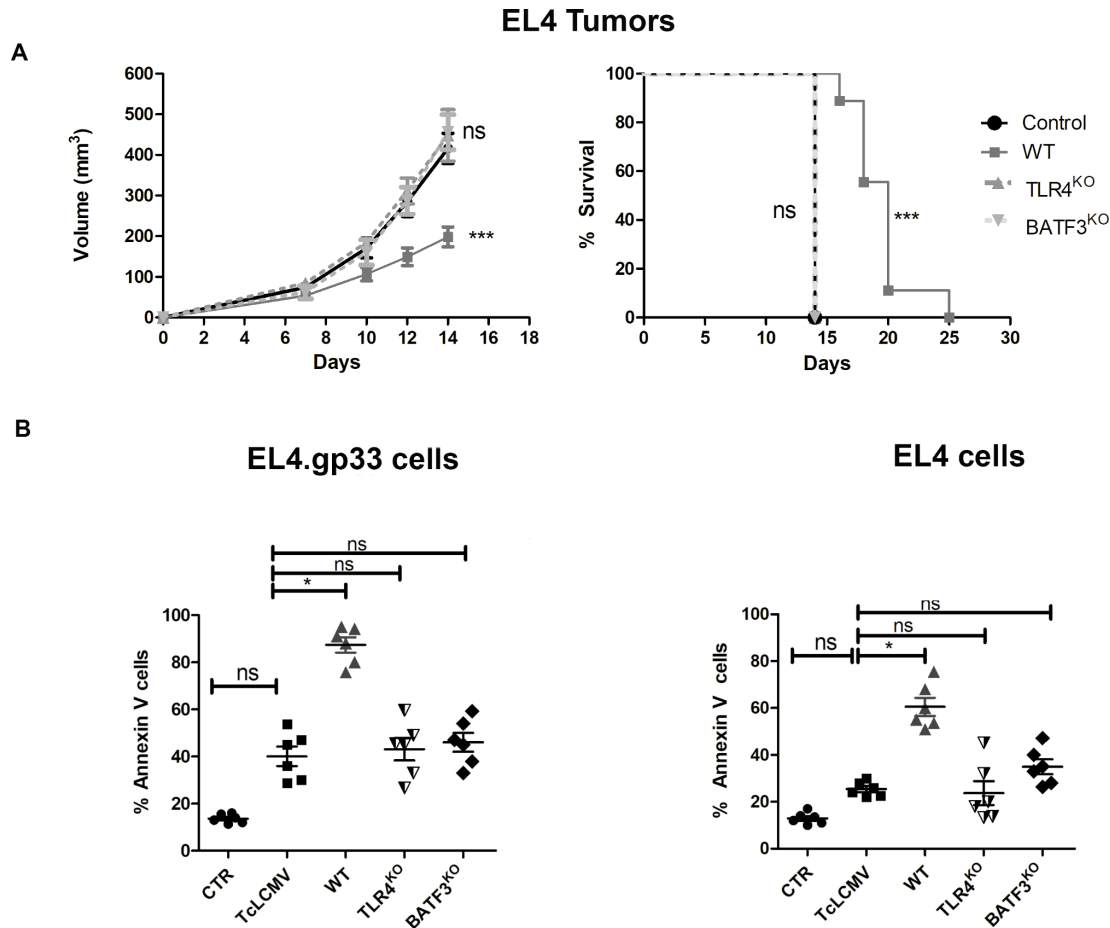 EL4 Tumors
A
600
500
400
300
200
100
0
Volume (mm³)
0 2 4 6 8 10 12 14 16 18
Days
ns
***
100
80
60
40
20
0
% Survival
0 5 10 15 20 25 30
Days
ns
***
Control
WT
TLR4ᴷᴼ
BATF3ᴷᴼ
B
EL4.gp33 cells
ns
ns
*
ns
100
80
60
40
20
0
% Annexin V cells
CTR TcLCMV WT TLR4ᴷᴼ BATF3ᴷᴼ
EL4 cells
ns
ns
ns *
100
80
60
40
20
0
% Annexin V cells
CTR TcLCMV WT TLR4ᴷᴼ BATF3ᴷᴼ